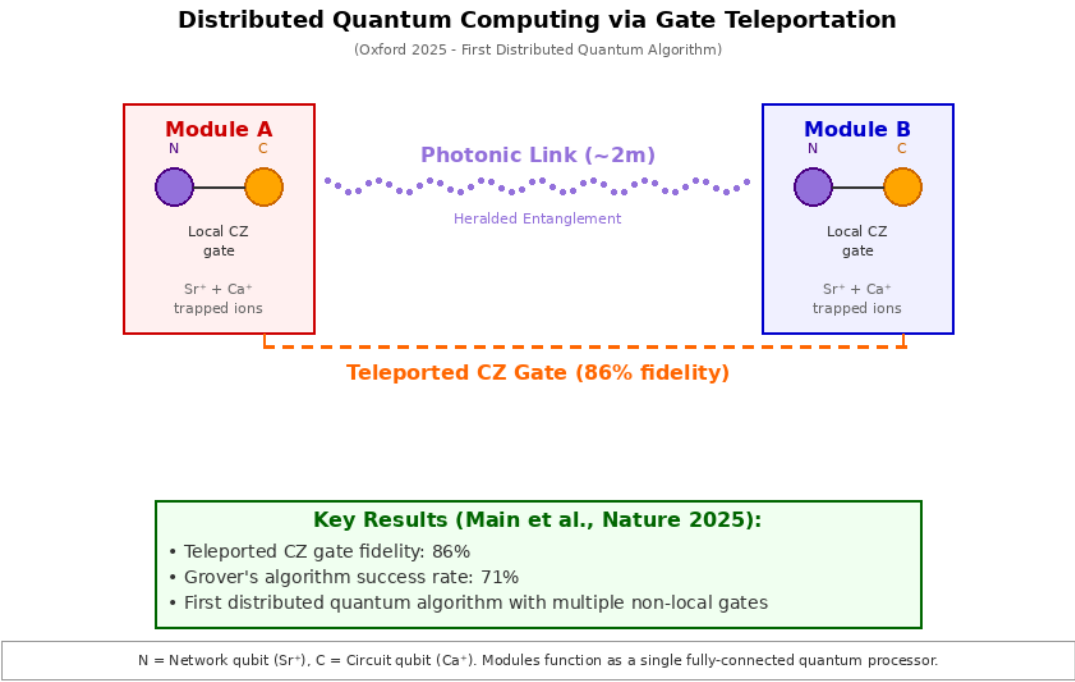 Distributed Quantum Computing via Gate Teleportation
(Oxford 2025 - First Distributed Quantum Algorithm)
Module A
N C
Local CZ
gate
Sr⁺ + Ca⁺
trapped ions
Photonic Link (~2m)
Heralded Entanglement
Module B
N C
Local CZ
gate
Sr⁺ + Ca⁺
trapped ions
Teleported CZ Gate (86% fidelity)
Key Results (Main et al., Nature 2025):
• Teleported CZ gate fidelity: 86%
• Grover's algorithm success rate: 71%
• First distributed quantum algorithm with multiple non-local gates
N = Network qubit (Sr⁺), C = Circuit qubit (Ca⁺). Modules function as a single fully-connected quantum processor.